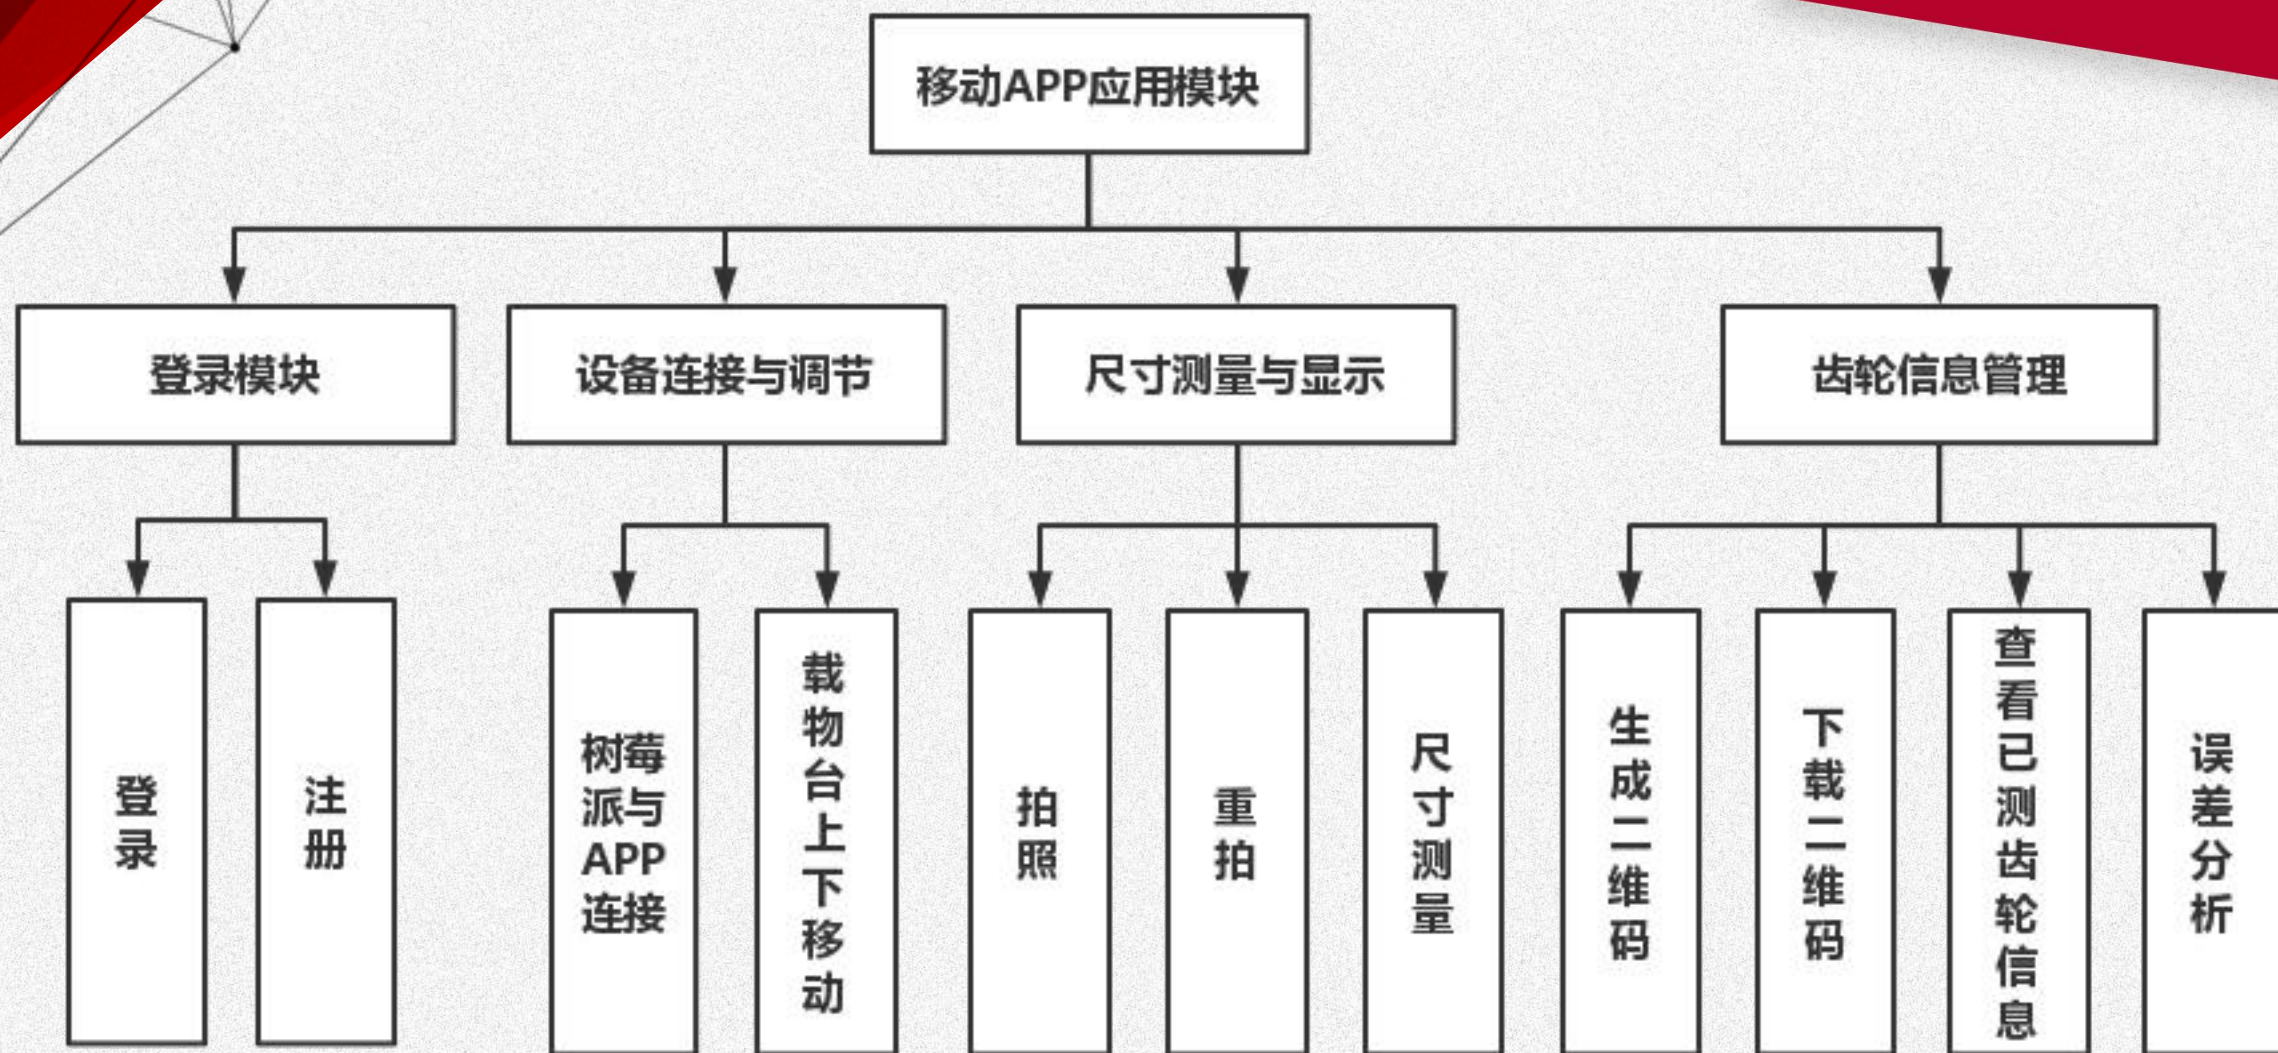 移动APP应用模块
登录模块
设备连接与调节
尺寸测量与显示
齿轮信息管理
登录
注册
树莓
派与
APP
连接
载物台上下移动
拍照
重拍
尺寸测量
生成二维码
下载二维码
查看已测齿轮信息
误差分析